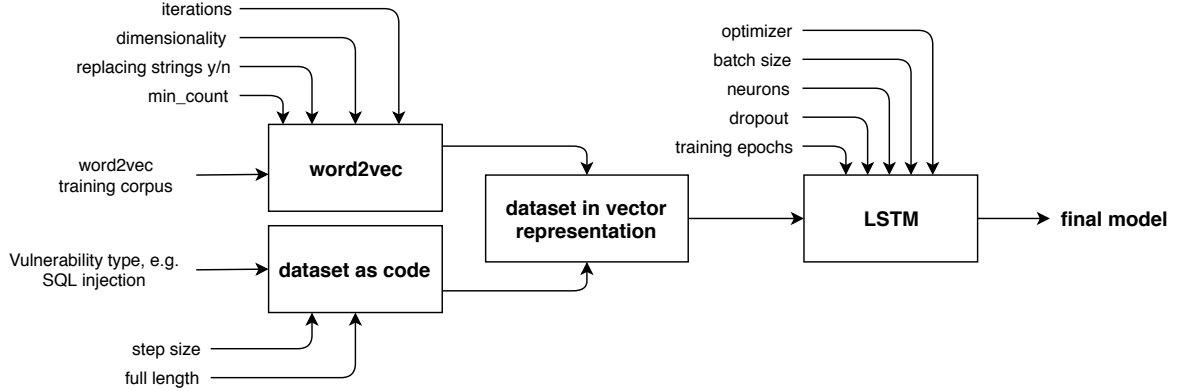 iterations
dimensionality
replacing strings y/n
min_count
word2vec
training corpus
word2vec
Vulnerability type, e.g.
SQL injection
dataset as code
step size
full length
dataset in vector
representation
optimizer
batch size
neurons
dropout
training epochs
LSTM
final model